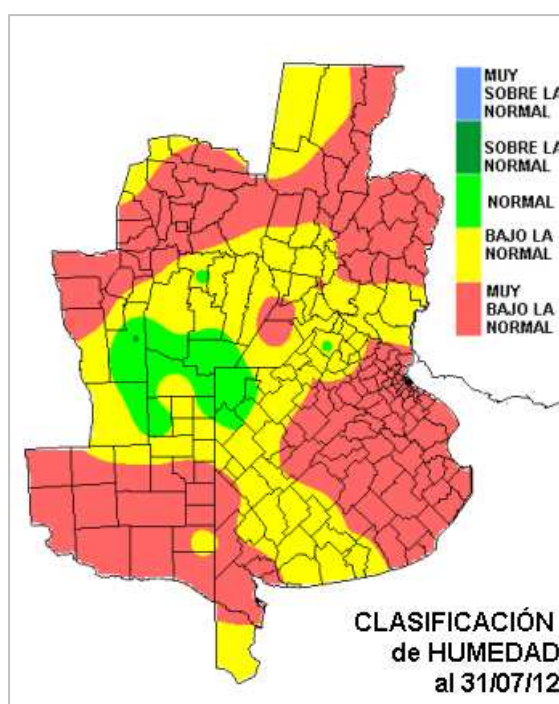 MUY
SOBRE LA
NORMAL
SOBRE LA
NORMAL
NORMAL
BAJO LA
NORMAL
MUY
BAJO LA
NORMAL
CLASIFICACIÓN
de HUMEDAD
al 31/07/12